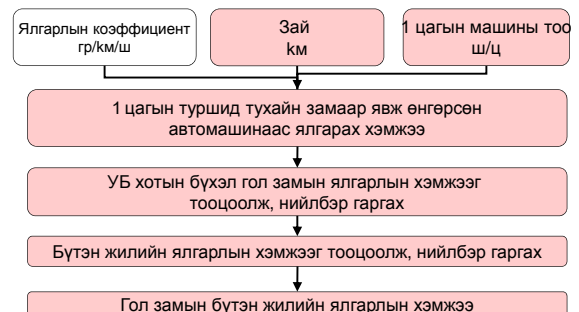 Ялгарлын коэффициент
гр/km/ш
Зай
kм
1 цагын машины тоо
ш/ц
1 цагын туршид тухайн замаар явж өнгөрсөн
автомашинаас ялгарах хэмжээ
УБ хотын бүхэл гол замын ялгарлын хэмжээг
тооцоолж, нийлбэр гаргах
Бүтэн жилийн ялгарлын хэмжээг тооцоолж, нийлбэр гаргах
Гол замын бүтэн жилийн ялгарлын хэмжээ